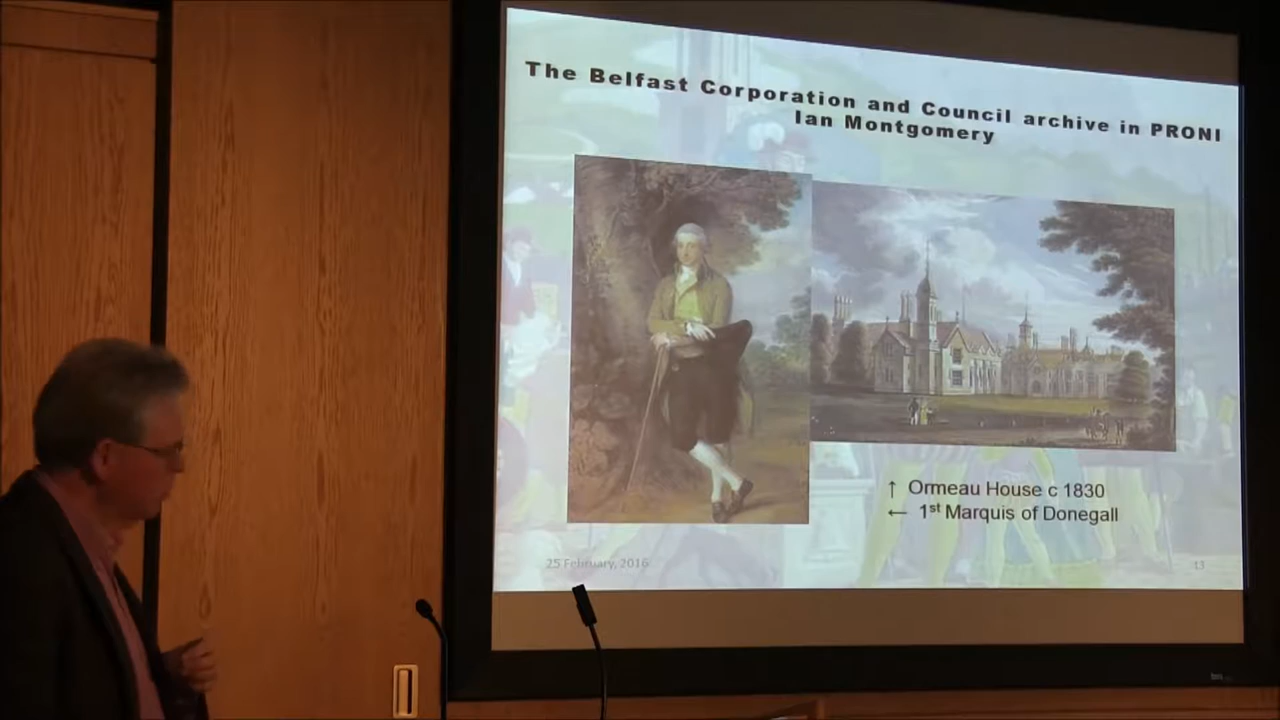 The Belfast Corporation and Council archive in PRONI
Ian Montgomery
↑ Ormeau House c 1830
← 1st Marquis of Donegall
25 February, 2016
13